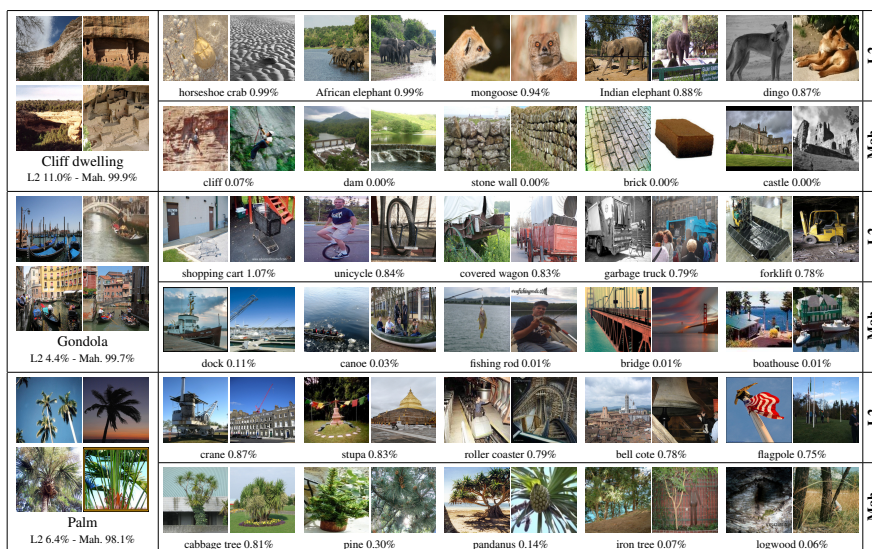 horseshoe crab 0.99% African elephant 0.99% mongoose 0.94% Indian elephant 0.88% dingo 0.87%
L2
Cliff dwelling
L2 11.0% - Mah. 99.9%
cliff 0.07% dam 0.00% stone wall 0.00% brick 0.00% castle 0.00%
Mah.
shopping cart 1.07% unicycle 0.84% covered wagon 0.83% garbage truck 0.79% forklift 0.78%
L2
Gondola
L2 4.4% - Mah. 99.7%
dock 0.11% canoe 0.03% fishing rod 0.01% bridge 0.01% boathouse 0.01%
Mah.
crane 0.87% stupa 0.83% roller coaster 0.79% bell cote 0.78% flagpole 0.75%
L2
Palm
L2 6.4% - Mah. 98.1%
cabbage tree 0.81% pine 0.30% pandanus 0.14% iron tree 0.07% logwood 0.06%
Mah.